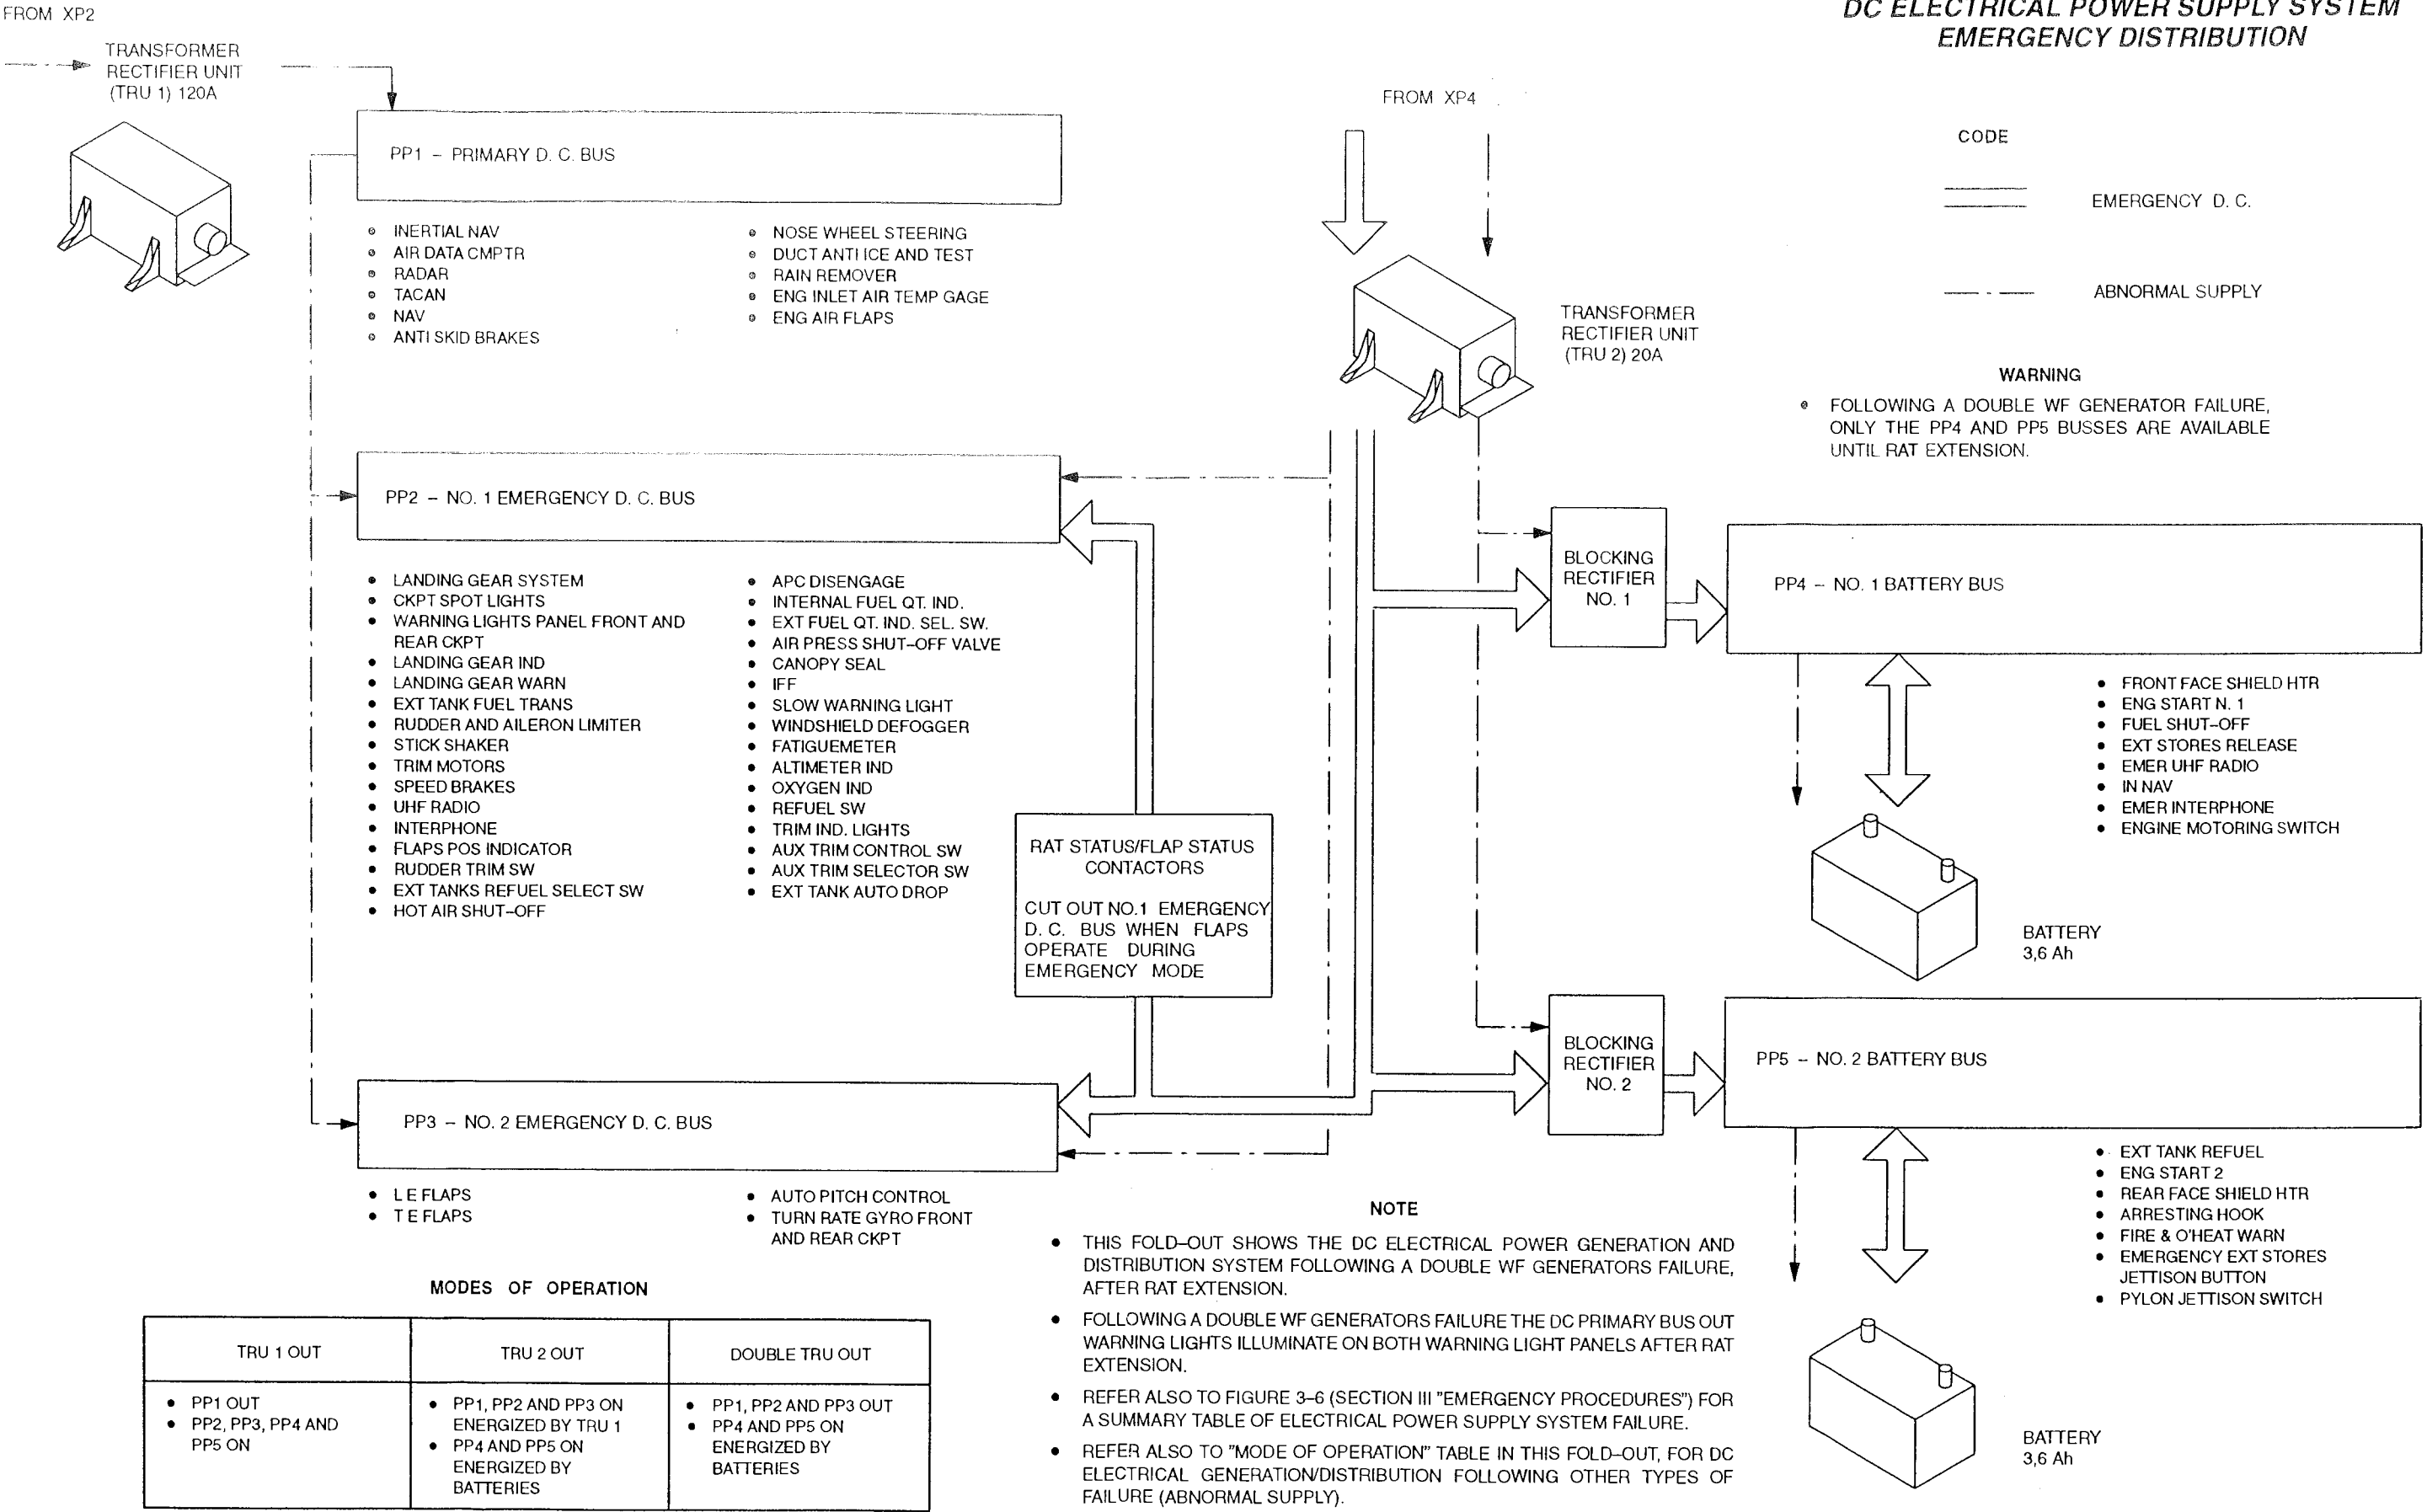 DC ELECTRICAL POWER SUPPLY SYSTEM
EMERGENCY DISTRIBUTION
FROM XP2
TRANSFORMER
RECTIFIER UNIT
(TRU 1) 120A
PP1 – PRIMARY D. C. BUS
• INERTIAL NAV
• AIR DATA CMPTR
• RADAR
• TACAN
• NAV
• ANTI SKID BRAKES
• NOSE WHEEL STEERING
• DUCT ANTI ICE AND TEST
• RAIN REMOVER
• ENG INLET AIR TEMP GAGE
• ENG AIR FLAPS
FROM XP4
TRANSFORMER
RECTIFIER UNIT
(TRU 2) 20A
CODE
EMERGENCY D. C.
ABNORMAL SUPPLY
WARNING
• FOLLOWING A DOUBLE WF GENERATOR FAILURE,
ONLY THE PP4 AND PP5 BUSSES ARE AVAILABLE
UNTIL RAT EXTENSION.
PP2 – NO. 1 EMERGENCY D. C. BUS
• LANDING GEAR SYSTEM
• CKPT SPOT LIGHTS
• WARNING LIGHTS PANEL FRONT AND
REAR CKPT
• LANDING GEAR IND
• LANDING GEAR WARN
• EXT TANK FUEL TRANS
• RUDDER AND AILERON LIMITER
• STICK SHAKER
• TRIM MOTORS
• SPEED BRAKES
• UHF RADIO
• INTERPHONE
• FLAPS POS INDICATOR
• RUDDER TRIM SW
• EXT TANKS REFUEL SELECT SW
• HOT AIR SHUT–OFF
• APC DISENGAGE
• INTERNAL FUEL QT. IND.
• EXT FUEL QT. IND. SEL. SW.
• AIR PRESS SHUT–OFF VALVE
• CANOPY SEAL
• IFF
• SLOW WARNING LIGHT
• WINDSHIELD DEFOGGER
• FATIGUEMETER
• ALTIMETER IND
• OXYGEN IND
• REFUEL SW
• TRIM IND. LIGHTS
• AUX TRIM CONTROL SW
• AUX TRIM SELECTOR SW
• EXT TANK AUTO DROP
RAT STATUS/FLAP STATUS
CONTACTORS
CUT OUT NO.1 EMERGENCY
D. C. BUS WHEN FLAPS
OPERATE DURING
EMERGENCY MODE
BLOCKING
RECTIFIER
NO. 1
PP4 – NO. 1 BATTERY BUS
• FRONT FACE SHIELD HTR
• ENG START N. 1
• FUEL SHUT–OFF
• EXT STORES RELEASE
• EMER UHF RADIO
• IN NAV
• EMER INTERPHONE
• ENGINE MOTORING SWITCH
BATTERY
3,6 Ah
BLOCKING
RECTIFIER
NO. 2
PP5 – NO. 2 BATTERY BUS
• EXT TANK REFUEL
• ENG START 2
• REAR FACE SHIELD HTR
• ARRESTING HOOK
• FIRE & O'HEAT WARN
• EMERGENCY EXT STORES
JETTISON BUTTON
• PYLON JETTISON SWITCH
BATTERY
3,6 Ah
PP3 – NO. 2 EMERGENCY D. C. BUS
• L E FLAPS
• T E FLAPS
• AUTO PITCH CONTROL
• TURN RATE GYRO FRONT
AND REAR CKPT
MODES OF OPERATION
TRU 1 OUT
TRU 2 OUT
DOUBLE TRU OUT
• PP1 OUT
• PP2, PP3, PP4 AND
PP5 ON
• PP1, PP2 AND PP3 ON
ENERGIZED BY TRU 1
• PP4 AND PP5 ON
ENERGIZED BY
BATTERIES
• PP1, PP2 AND PP3 OUT
• PP4 AND PP5 ON
ENERGIZED BY
BATTERIES
NOTE
• THIS FOLD–OUT SHOWS THE DC ELECTRICAL POWER GENERATION AND
DISTRIBUTION SYSTEM FOLLOWING A DOUBLE WF GENERATORS FAILURE,
AFTER RAT EXTENSION.
• FOLLOWING A DOUBLE WF GENERATORS FAILURE THE DC PRIMARY BUS OUT
WARNING LIGHTS ILLUMINATE ON BOTH WARNING LIGHT PANELS AFTER RAT
EXTENSION.
• REFER ALSO TO FIGURE 3–6 (SECTION III "EMERGENCY PROCEDURES") FOR
A SUMMARY TABLE OF ELECTRICAL POWER SUPPLY SYSTEM FAILURE.
• REFER ALSO TO "MODE OF OPERATION" TABLE IN THIS FOLD–OUT, FOR DC
ELECTRICAL GENERATION/DISTRIBUTION FOLLOWING OTHER TYPES OF
FAILURE (ABNORMAL SUPPLY).